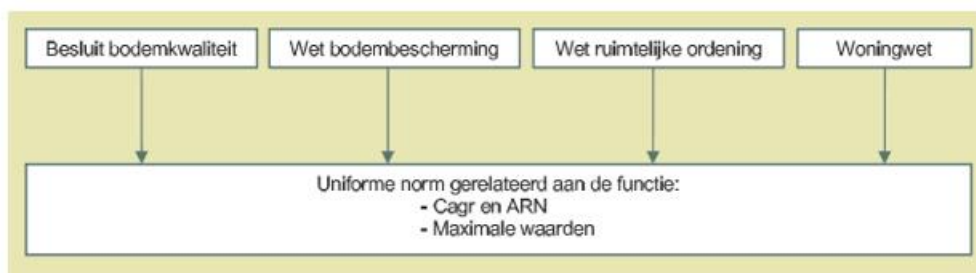 Besluit bodemkwaliteit
Wet bodembescherming
Wet ruimtelijke ordening
Woningwet
Uniforme norm gerelateerd aan de functie:
- Cagr en ARN
- Maximale waarden